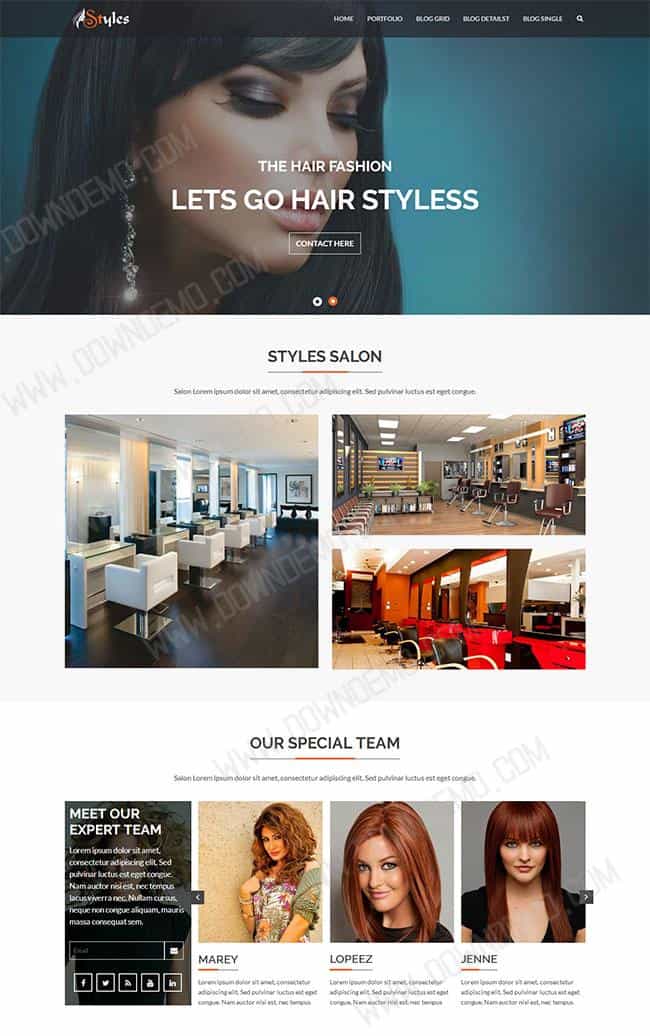 Styles
HOME PORTFOLIO BLOG GRID BLOG DETAILST BLOG SINGLE
THE HAIR FASHION
LETS GO HAIR STYLESS
CONTACT HERE
STYLES SALON
Salon Lorem ipsum dolor sit amet, consectetur adipiscing elit. Sed pulvinar luctus est eget congue.
OUR SPECIAL TEAM
Salon Lorem ipsum dolor sit amet, consectetur adipiscing elit. Sed pulvinar luctus est eget congue.
MEET OUR
EXPERT TEAM
Lorem ipsum dolor sit amet,
consectetur adipiscing elit.
Sed pulvinar luctus est eget
congue. Nam auctor nisi
est, nec tempus
lacus viverra nec. Nullam cursus,
neque non congue aliquam, mauris
massa consequat sem.
Email
MAREY
Lorem ipsum dolor sit amet, consectetur
adipiscing elit. Sed pulvinar luctus est eget
congue. Nam auctor nisi est, nec tempus
LOPEEZ
Lorem ipsum dolor sit amet, consectetur
adipiscing elit. Sed pulvinar luctus est eget
congue. Nam auctor nisi est, nec tempus
JENNE
Lorem ipsum dolor sit amet, consectetur
adipiscing elit. Sed pulvinar luctus est eget
congue. Nam auctor nisi est, nec tempus
WWW.DOWNDEMO.COM